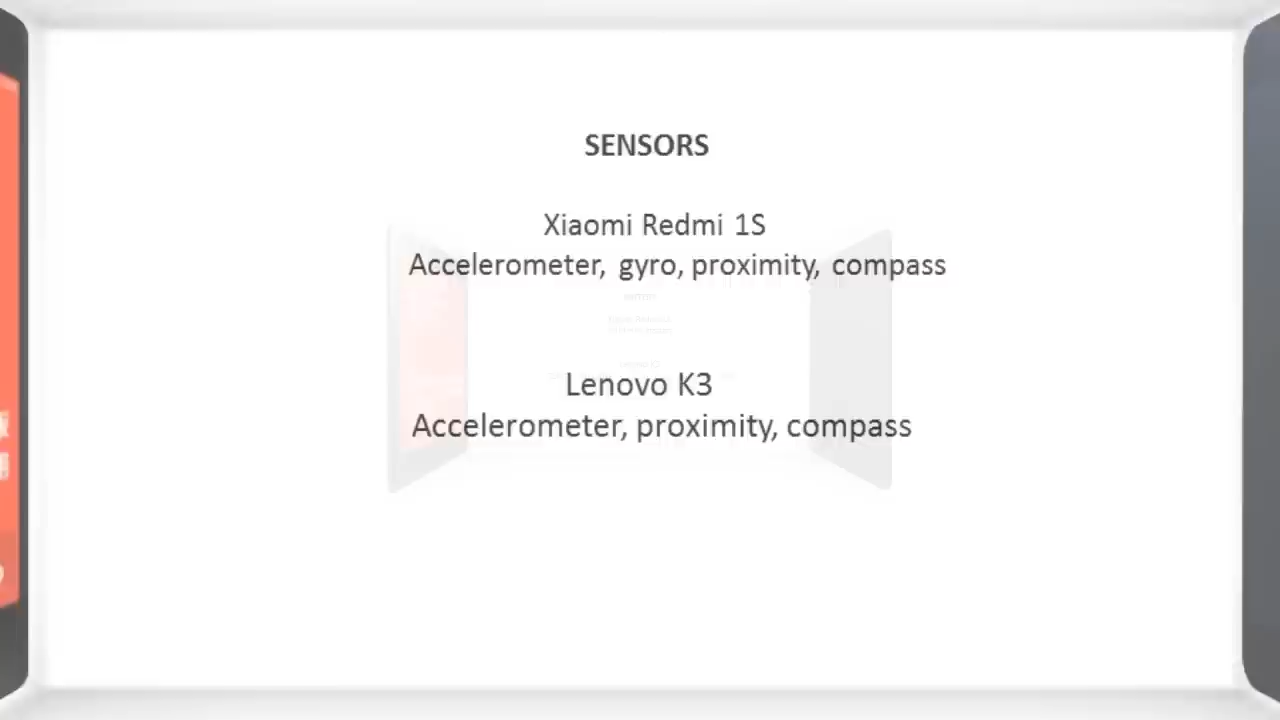 SENSORS
Xiaomi Redmi 1S
Accelerometer, gyro, proximity, compass
Lenovo K3
Accelerometer, proximity, compass